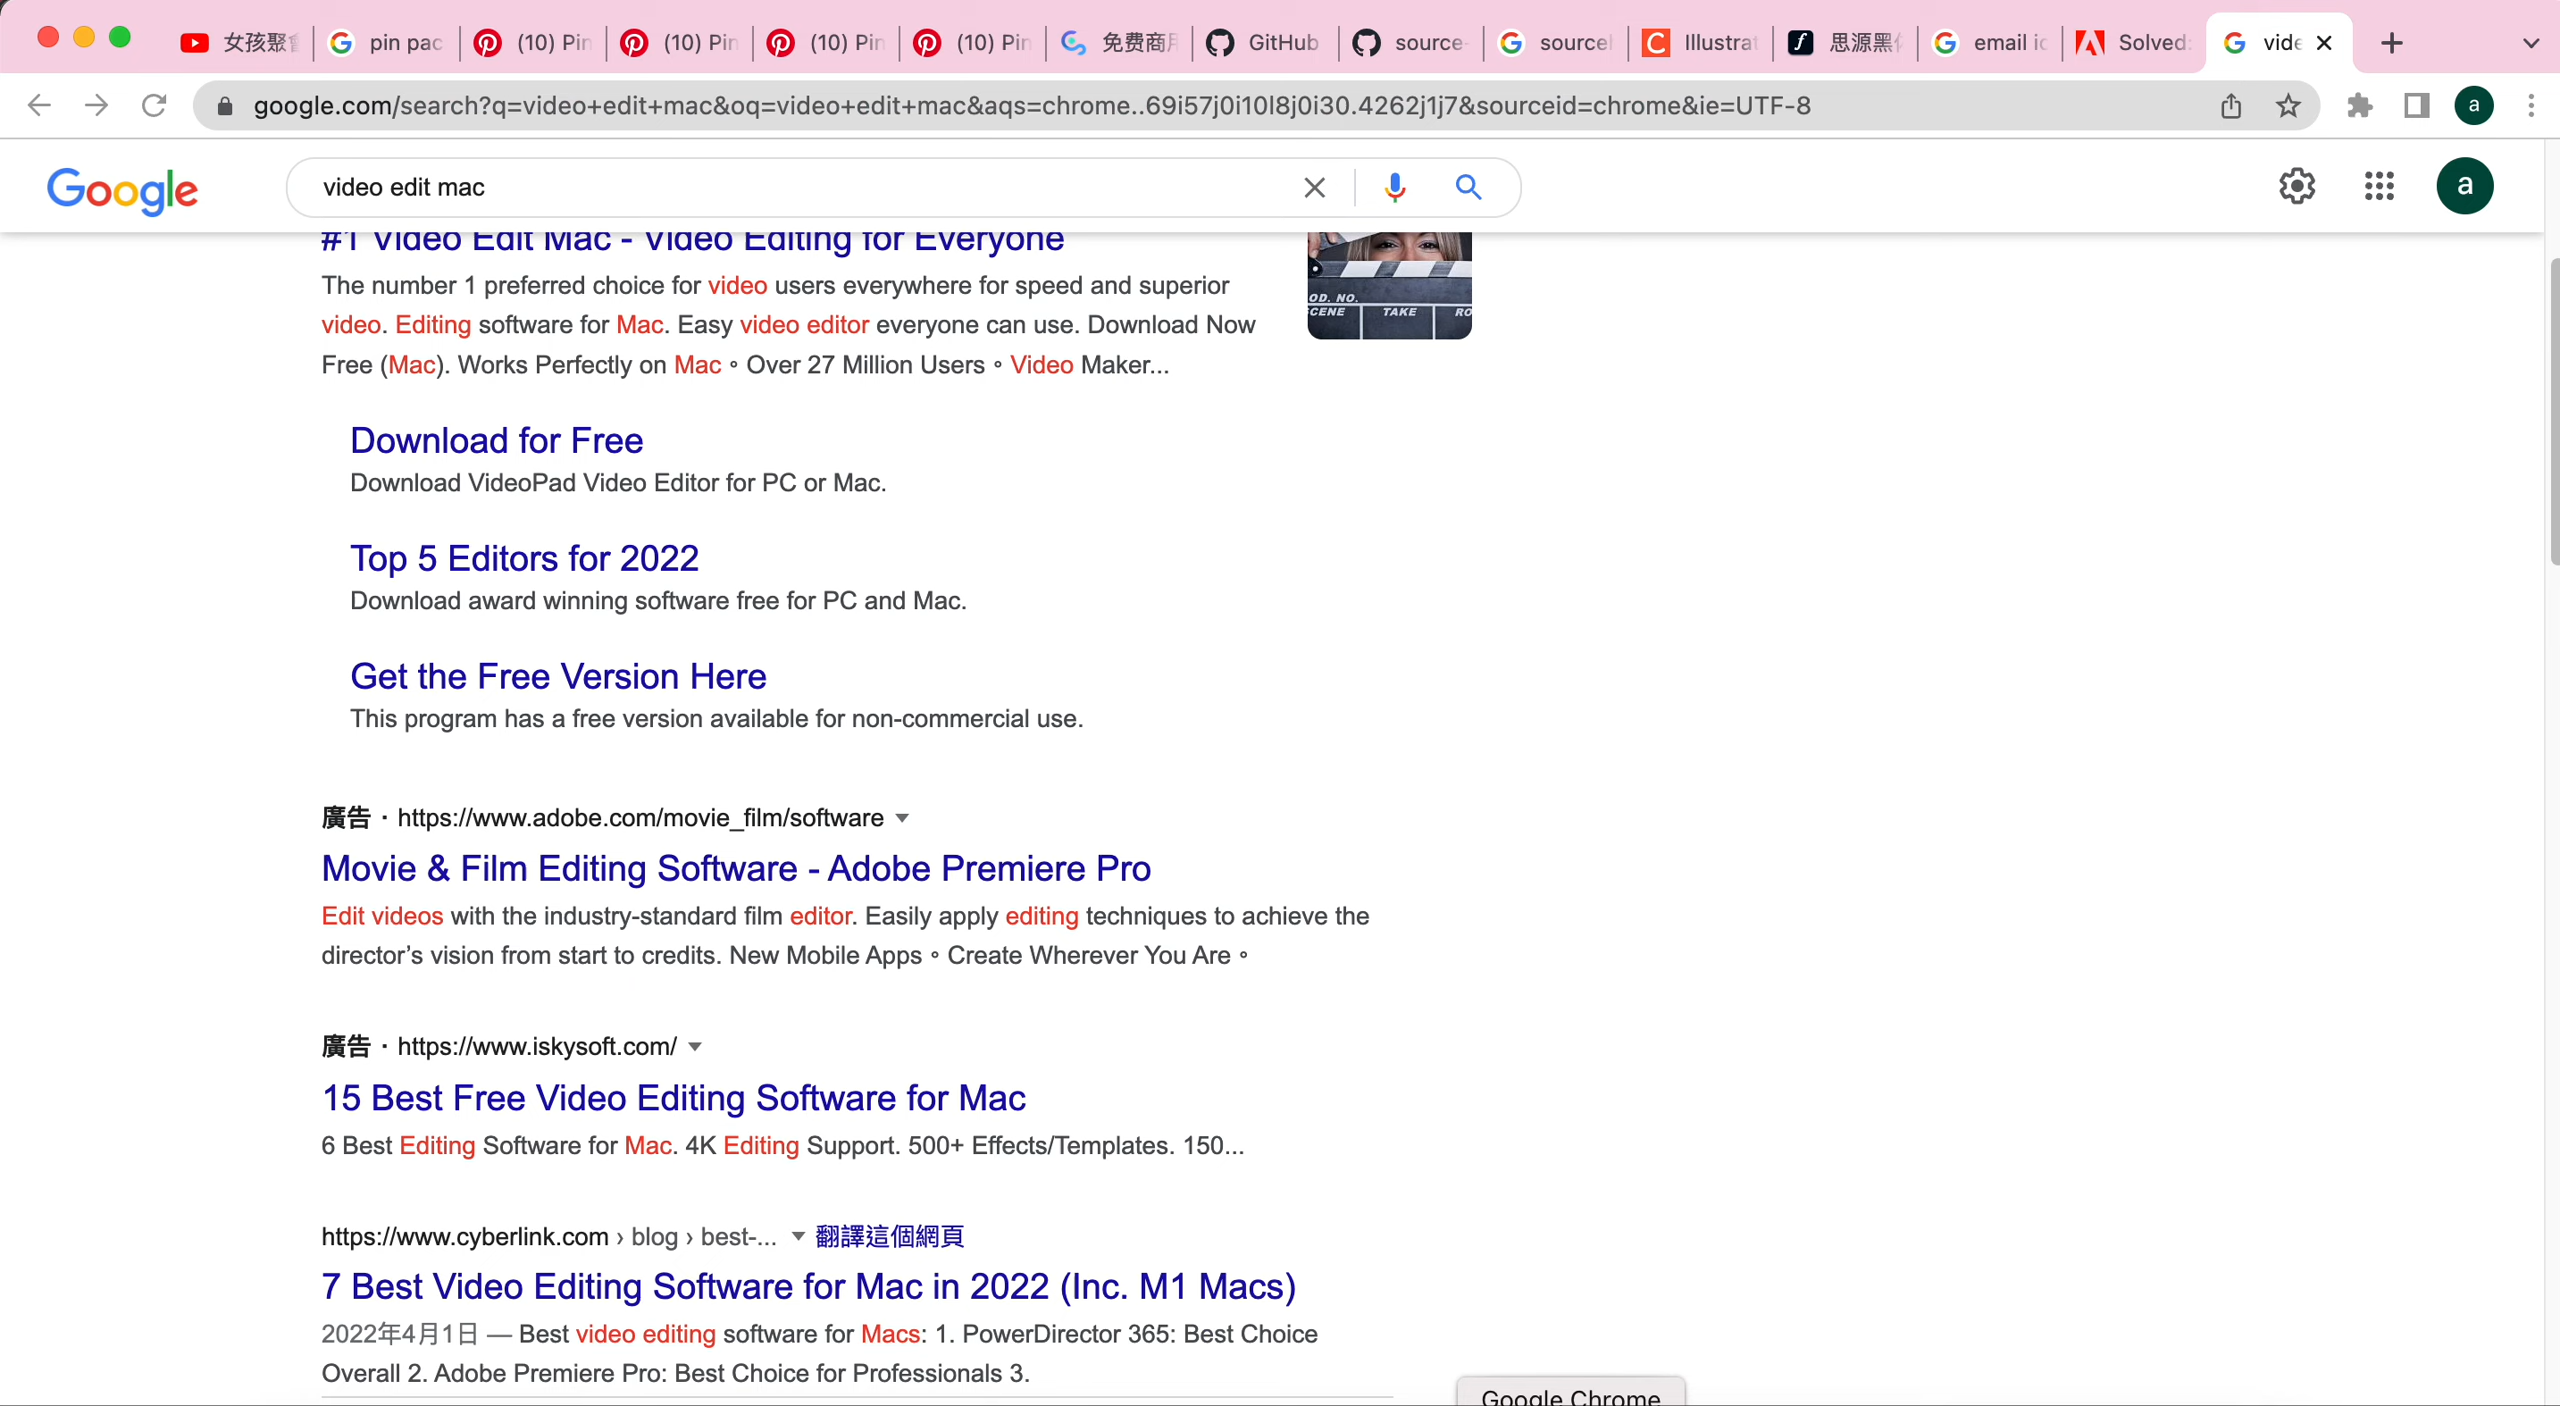 女孩聚會
pin pac
(10) Pin
(10) Pin
(10) Pin
(10) Pin
免费商用
GitHub
source-
sourcel
Illustrat
思源黑体
email ic
Solved:
vide
google.com/search?q=video+edit+mac&oq=video+edit+mac&aqs=chrome..69i57j0i10l8j0i30.4262j1j7&sourceid=chrome&ie=UTF-8
a
Google
video edit mac
a
#1 Video Edit Mac - Video Editing for Everyone
The number 1 preferred choice for video users everywhere for speed and superior
video. Editing software for Mac. Easy video editor everyone can use. Download Now
Free (Mac). Works Perfectly on Mac。Over 27 Million Users。Video Maker...
OD. NO.
CENE TAKE RO
Download for Free
Download VideoPad Video Editor for PC or Mac.
Top 5 Editors for 2022
Download award winning software free for PC and Mac.
Get the Free Version Here
This program has a free version available for non-commercial use.
廣告 · https://www.adobe.com/movie_film/software
Movie & Film Editing Software - Adobe Premiere Pro
Edit videos with the industry-standard film editor. Easily apply editing techniques to achieve the
director’s vision from start to credits. New Mobile Apps。Create Wherever You Are。
廣告 · https://www.iskysoft.com/
15 Best Free Video Editing Software for Mac
6 Best Editing Software for Mac. 4K Editing Support. 500+ Effects/Templates. 150...
https://www.cyberlink.com › blog › best-... 翻譯這個網頁
7 Best Video Editing Software for Mac in 2022 (Inc. M1 Macs)
2022年4月1日 — Best video editing software for Macs: 1. PowerDirector 365: Best Choice
Overall 2. Adobe Premiere Pro: Best Choice for Professionals 3.
Google Chrome